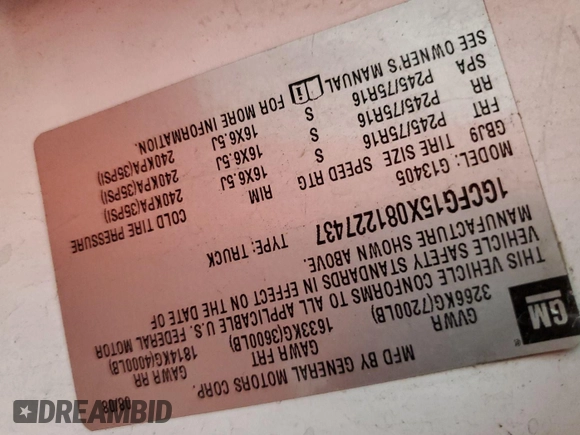 MFD BY GENERAL MOTORS CORP. 08/08
GVWR GAWR FRT GAWR RR
3266KG(7200LB) 1633KG(3600LB) 1814KG(4000LB)
THIS VEHICLE CONFORMS TO ALL APPLICABLE U.S. FEDERAL MOTOR
VEHICLE SAFETY STANDARDS IN EFFECT ON THE DATE OF
MANUFACTURE SHOWN ABOVE.
1GCFG15X081227437 TYPE: TRUCK
MODEL: G13405
GBJ9 TIRE SIZE SPEED RTG RIM COLD TIRE PRESSURE
FRT P245/75R16 S 16X6.5J 240KPA(35PSI)
RR P245/75R16 S 16X6.5J 240KPA(35PSI)
SPA P245/75R16 S 16X6.5J 240KPA(35PSI)
SEE OWNER'S MANUAL FOR MORE INFORMATION.
GM
DREAMBID